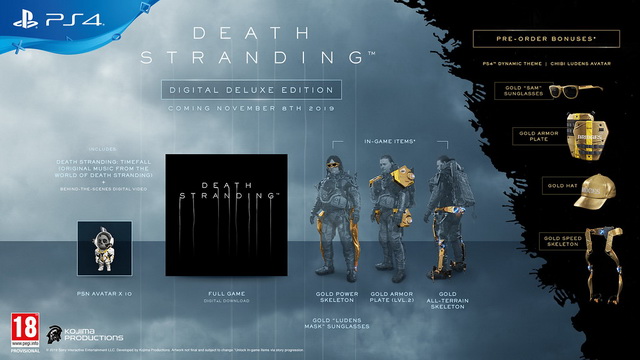 PS4
DEATH
STRANDING™
DIGITAL DELUXE EDITION
COMING NOVEMBER 8TH 2019
PRE-ORDER BONUSES*
PS4™ DYNAMIC THEME | CHIBI LUDENS AVATAR
GOLD "SAM"
SUNGLASSES
GOLD ARMOR
PLATE
BRIDGES
GOLD HAT
GOLD SPEED
SKELETON
INCLUDES
DEATH STRANDING: TIMEFALL
(ORIGINAL MUSIC FROM THE
WORLD OF DEATH STRANDING)
+
BEHIND-THE-SCENES DIGITAL VIDEO
PSN AVATAR X 10
DEATH
STRANDING™
FULL GAME
DIGITAL DOWNLOAD
IN-GAME ITEMS*
GOLD POWER
SKELETON
GOLD ARMOR
PLATE (LVL.2)
GOLD
ALL-TERRAIN
SKELETON
GOLD "LUDENS
MASK" SUNGLASSES
18
www.pegi.info
PROVISIONAL
KOJIMA
PRODUCTIONS